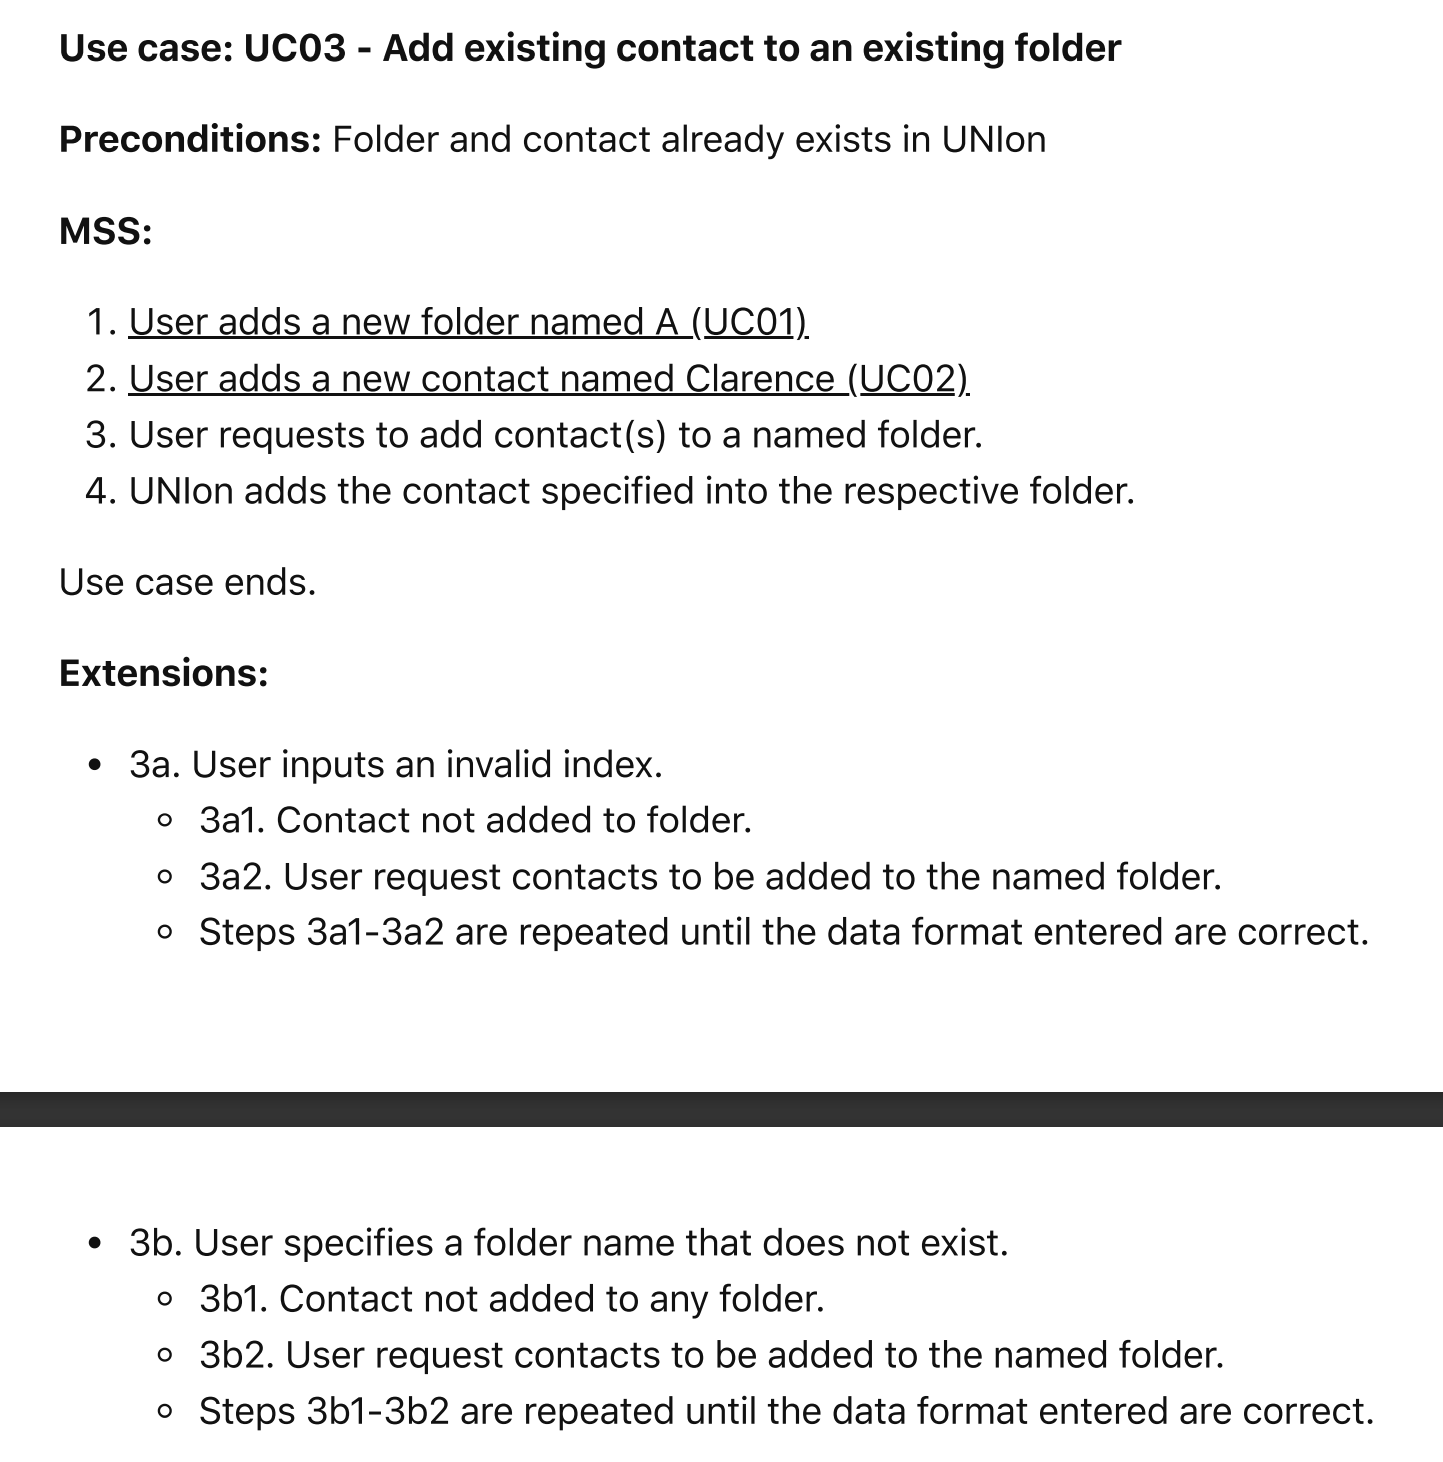 Use case: UC03 - Add existing contact to an existing folder
Preconditions: Folder and contact already exists in UNIon
MSS:
1. User adds a new folder named A (UC01)
2. User adds a new contact named Clarence (UC02)
3. User requests to add contact(s) to a named folder.
4. UNIon adds the contact specified into the respective folder.
Use case ends.
Extensions:
• 3a. User inputs an invalid index.
◦ 3a1. Contact not added to folder.
◦ 3a2. User request contacts to be added to the named folder.
◦ Steps 3a1-3a2 are repeated until the data format entered are correct.
• 3b. User specifies a folder name that does not exist.
◦ 3b1. Contact not added to any folder.
◦ 3b2. User request contacts to be added to the named folder.
◦ Steps 3b1-3b2 are repeated until the data format entered are correct.